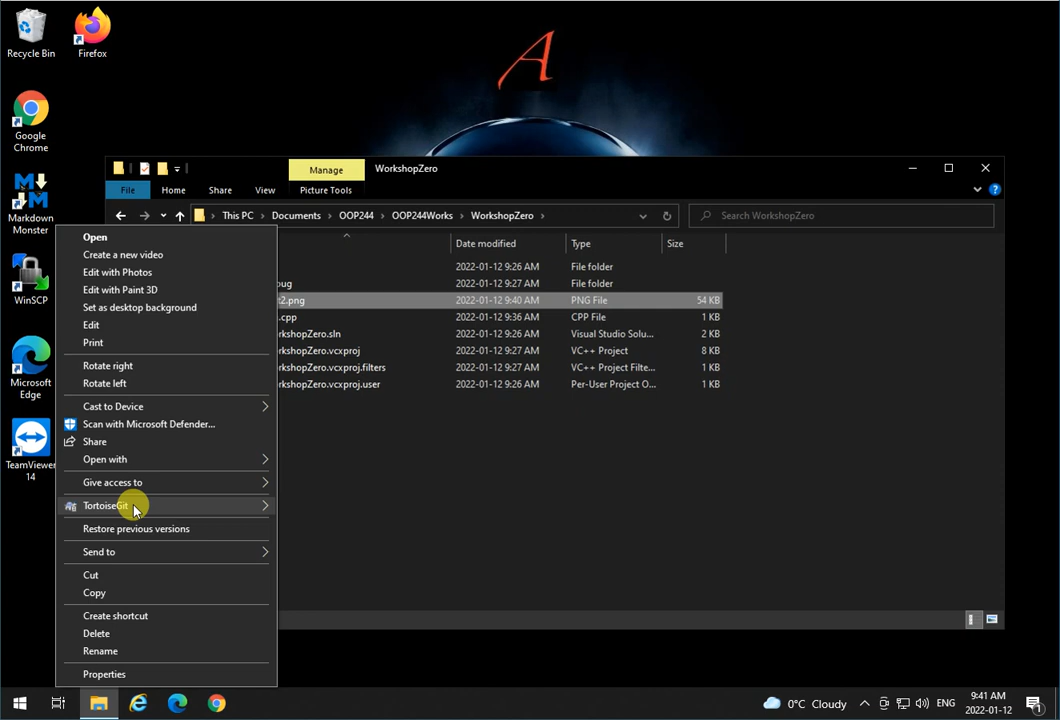 Recycle Bin
Firefox
A
Google
Chrome
Markdown
Monster
WinSCP
Microsoft
Edge
TeamViewer
14
Manage
WorkshopZero
File
Home
Share
View
Picture Tools
This PC > Documents > OOP244 > OOP244Works > WorkshopZero >
Search WorkshopZero
Date modified
Type
Size
2022-01-12 9:26 AM File folder
bug 2022-01-12 9:27 AM File folder
t2.png 2022-01-12 9:40 AM PNG File 54 KB
.cpp 2022-01-12 9:36 AM CPP File 1 KB
rkshopZero.sln 2022-01-12 9:26 AM Visual Studio Solu... 2 KB
rkshopZero.vcxproj 2022-01-12 9:27 AM VC++ Project 8 KB
rkshopZero.vcxproj.filters 2022-01-12 9:27 AM VC++ Project Filte... 1 KB
rkshopZero.vcxproj.user 2022-01-12 9:26 AM Per-User Project O... 1 KB
Open
Create a new video
Edit with Photos
Edit with Paint 3D
Set as desktop background
Edit
Print
Rotate right
Rotate left
Cast to Device
Scan with Microsoft Defender...
Share
Open with
Give access to
TortoiseGit
Restore previous versions
Send to
Cut
Copy
Create shortcut
Delete
Rename
Properties
0°C Cloudy
ENG
9:41 AM
2022-01-12
1